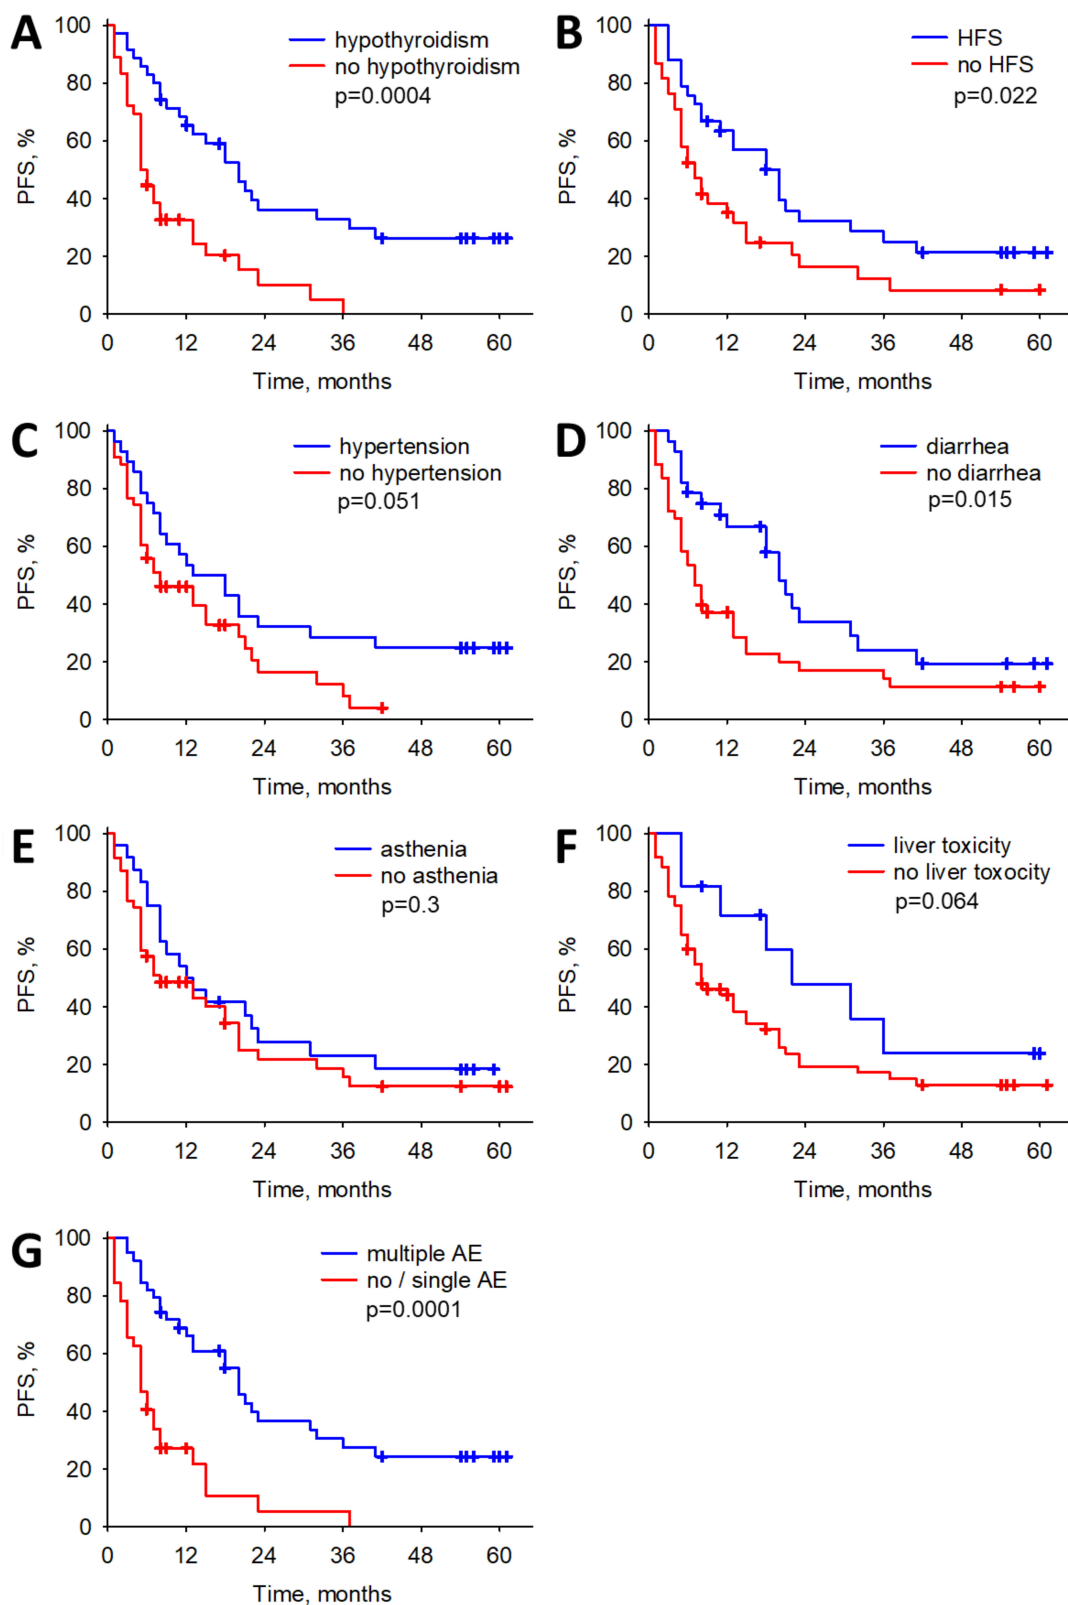 A
PFS, %
100
80
60
40
20
0
hypothyroidism
no hypothyroidism
p=0.0004
0 12 24 36 48 60
Time, months
B
PFS, %
100
80
60
40
20
0
HFS
no HFS
p=0.022
0 12 24 36 48 60
Time, months
C
PFS, %
100
80
60
40
20
0
hypertension
no hypertension
p=0.051
0 12 24 36 48 60
Time, months
D
PFS, %
100
80
60
40
20
0
diarrhea
no diarrhea
p=0.015
0 12 24 36 48 60
Time, months
E
PFS, %
100
80
60
40
20
0
asthenia
no asthenia
p=0.3
0 12 24 36 48 60
Time, months
F
PFS, %
100
80
60
40
20
0
liver toxicity
no liver toxocity
p=0.064
0 12 24 36 48 60
Time, months
G
PFS, %
100
80
60
40
20
0
multiple AE
no / single AE
p=0.0001
0 12 24 36 48 60
Time, months